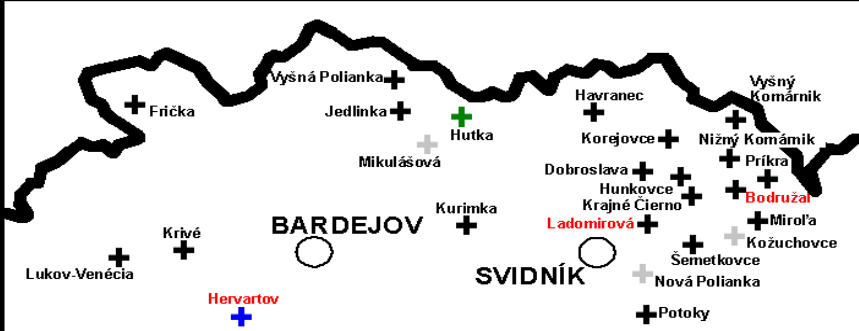 Vyšná Polianka
Vyšný
Komárnik
Frička
Jedlinka
Havranec
Hutka
Korejovce
Nižný Komárnik
Mikulášová
Príkra
Dobroslava
Hunkovce
Bodružal
Krajné Čierno
Kurimka
Ladomirová
Miroľa
BARDEJOV
Krivé
Kožuchovce
Lukov-Venécia
Šemetkovce
SVIDNÍK
Nová Polianka
Hervartov
Potoky